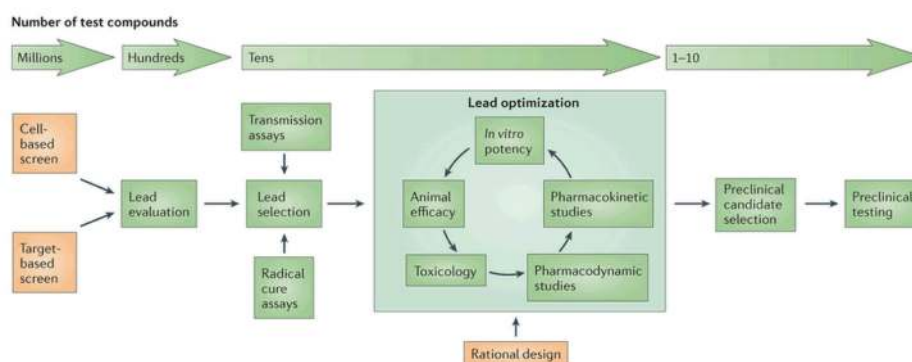 Number of test compounds
Millions
Hundreds
Tens
1–10
Cell-
based
screen
Target-
based
screen
Lead
evaluation
Transmission
assays
Lead
selection
Radical
cure
assays
Lead optimization
In vitro
potency
Animal
efficacy
Toxicology
Pharmacodynamic
studies
Pharmacokinetic
studies
Rational design
Preclinical
candidate
selection
Preclinical
testing